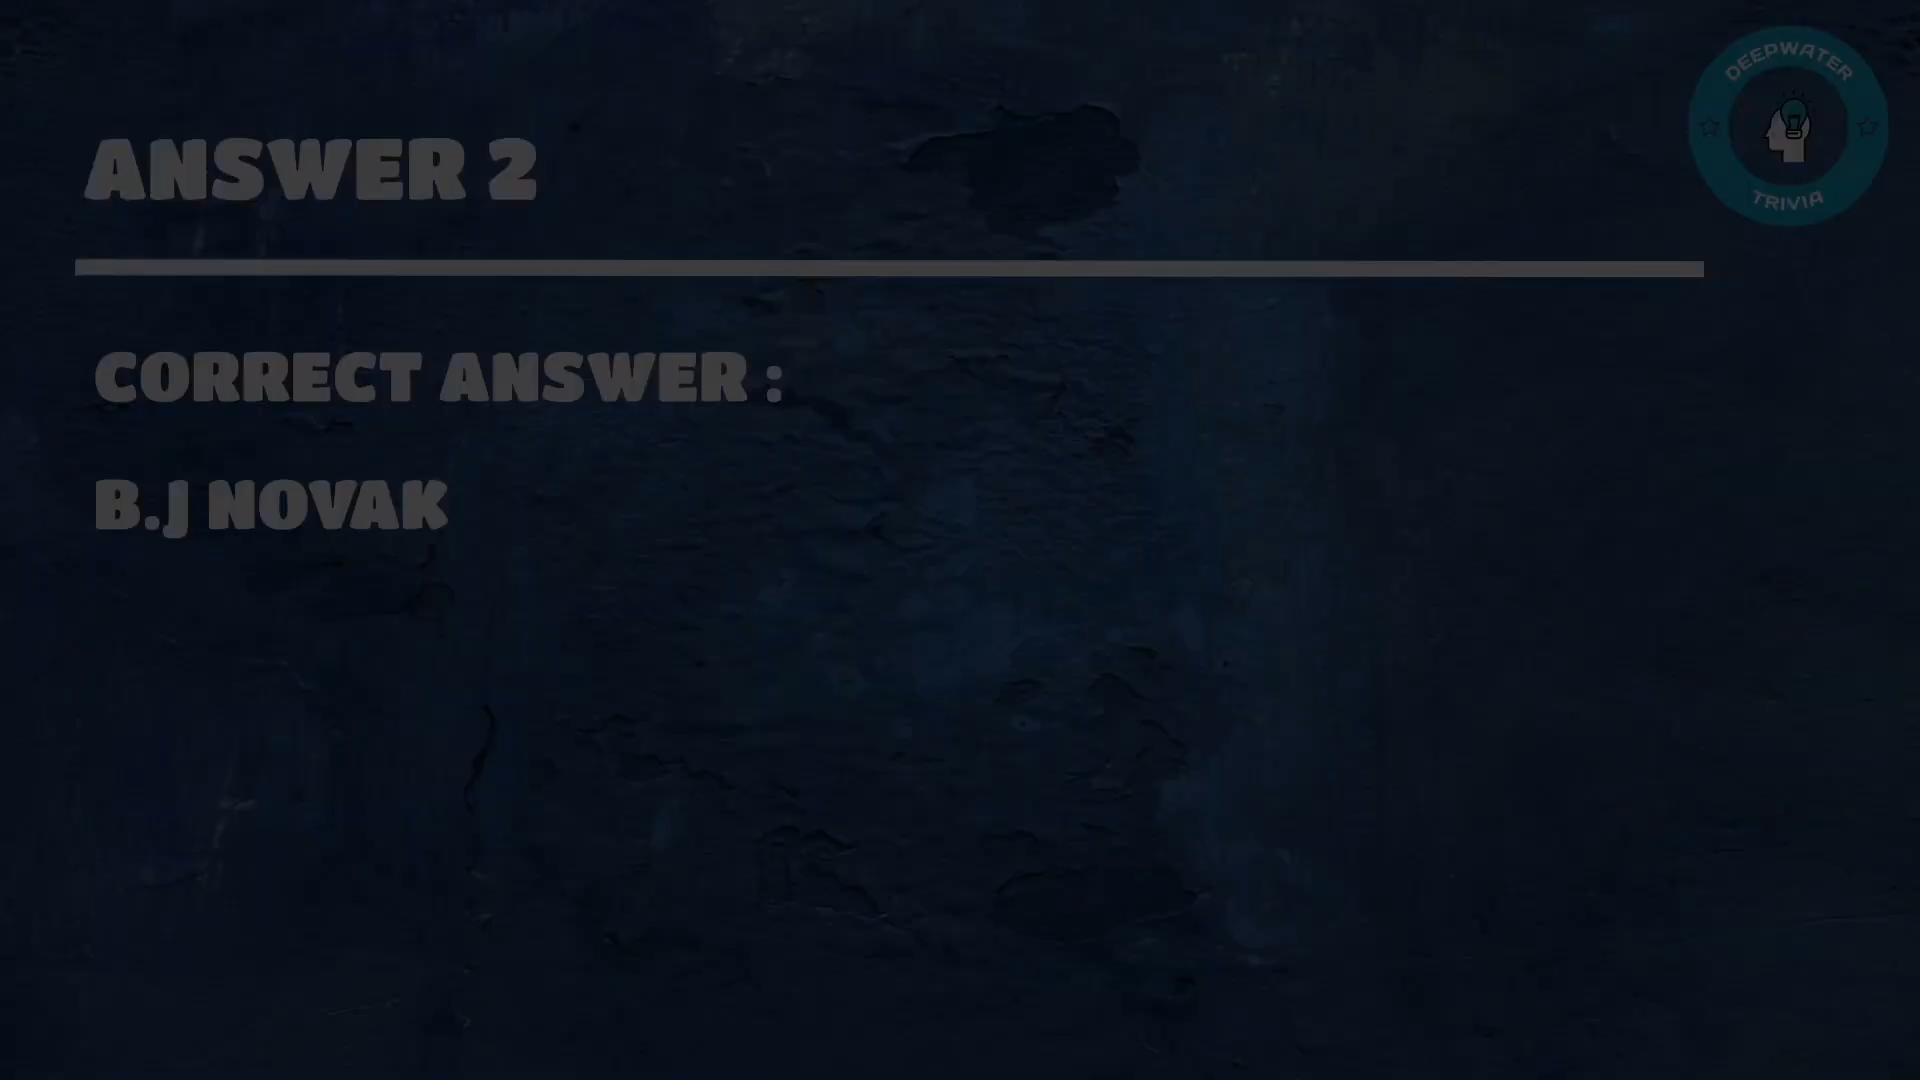 DEEPWATER
TRIVIA
ANSWER 2
CORRECT ANSWER :
B.J NOVAK